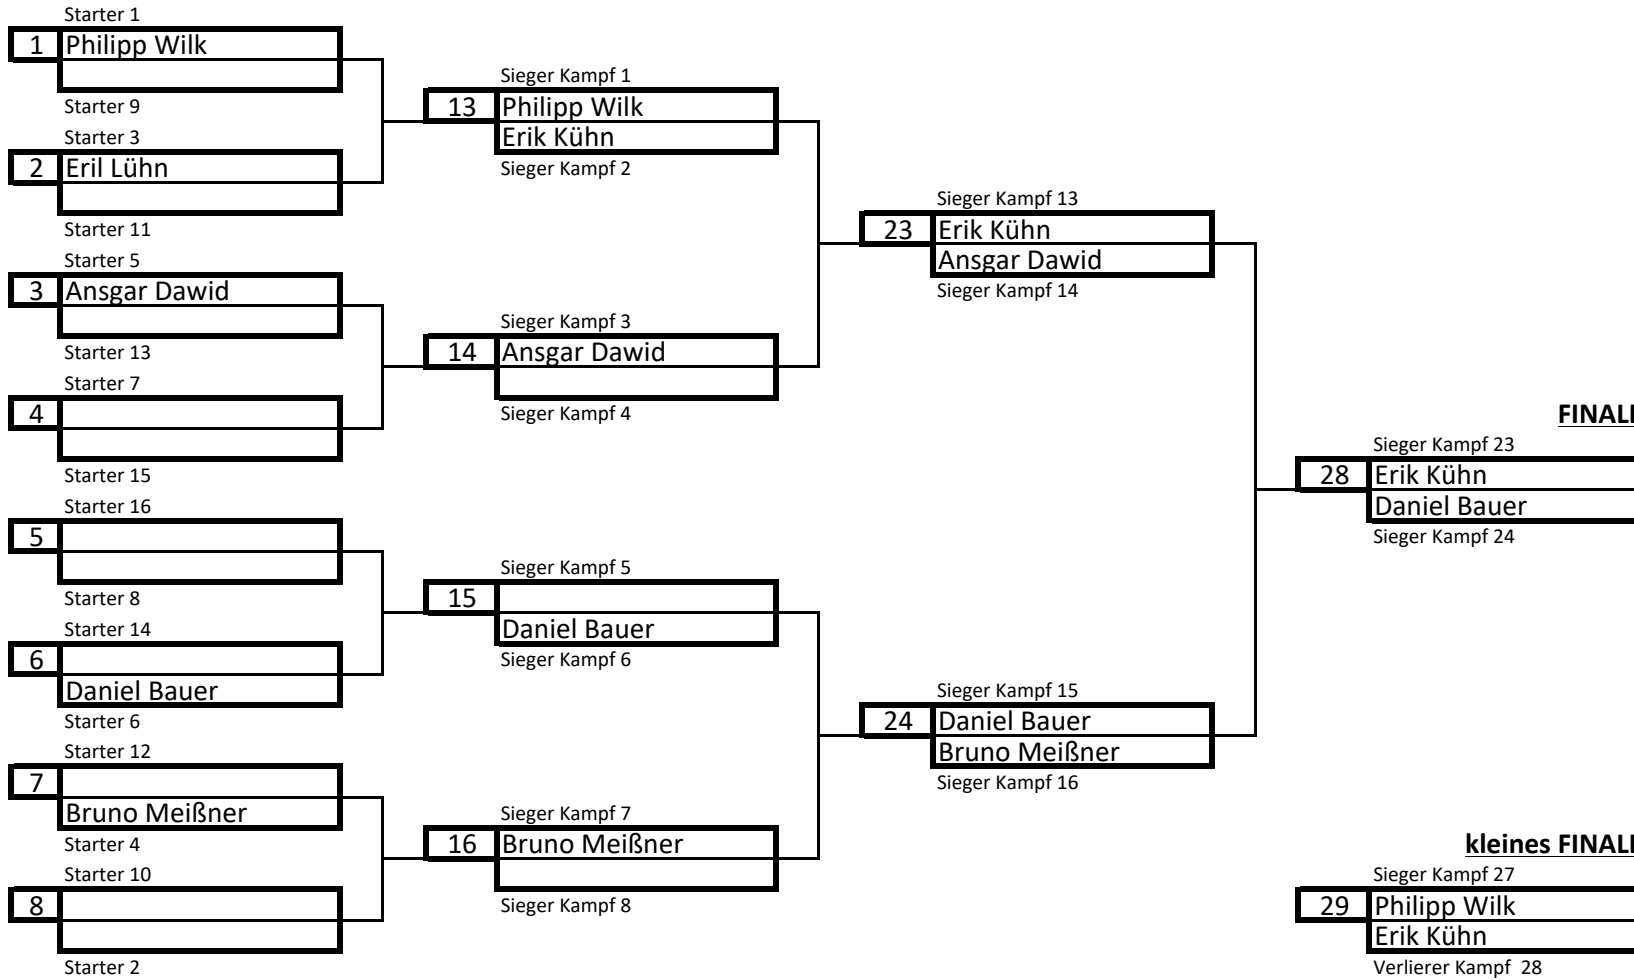 Starter 1
1 Philipp Wilk
Starter 9
Starter 3
2 Eril Lühn
Starter 11
Starter 5
3 Ansgar Dawid
Starter 13
Starter 7
4
Starter 15
Starter 16
5
Starter 8
Starter 14
6
Daniel Bauer
Starter 6
Starter 12
7
Bruno Meißner
Starter 4
Starter 10
8
Starter 2
Sieger Kampf 1
13 Philipp Wilk
Erik Kühn
Sieger Kampf 2
Sieger Kampf 3
14 Ansgar Dawid
Sieger Kampf 4
Sieger Kampf 5
15
Daniel Bauer
Sieger Kampf 6
Sieger Kampf 7
16 Bruno Meißner
Sieger Kampf 8
Sieger Kampf 13
23 Erik Kühn
Ansgar Dawid
Sieger Kampf 14
Sieger Kampf 15
24 Daniel Bauer
Bruno Meißner
Sieger Kampf 16
FINAL
Sieger Kampf 23
28 Erik Kühn
Daniel Bauer
Sieger Kampf 24
kleines FINAL
Sieger Kampf 27
29 Philipp Wilk
Erik Kühn
Verlierer Kampf 28